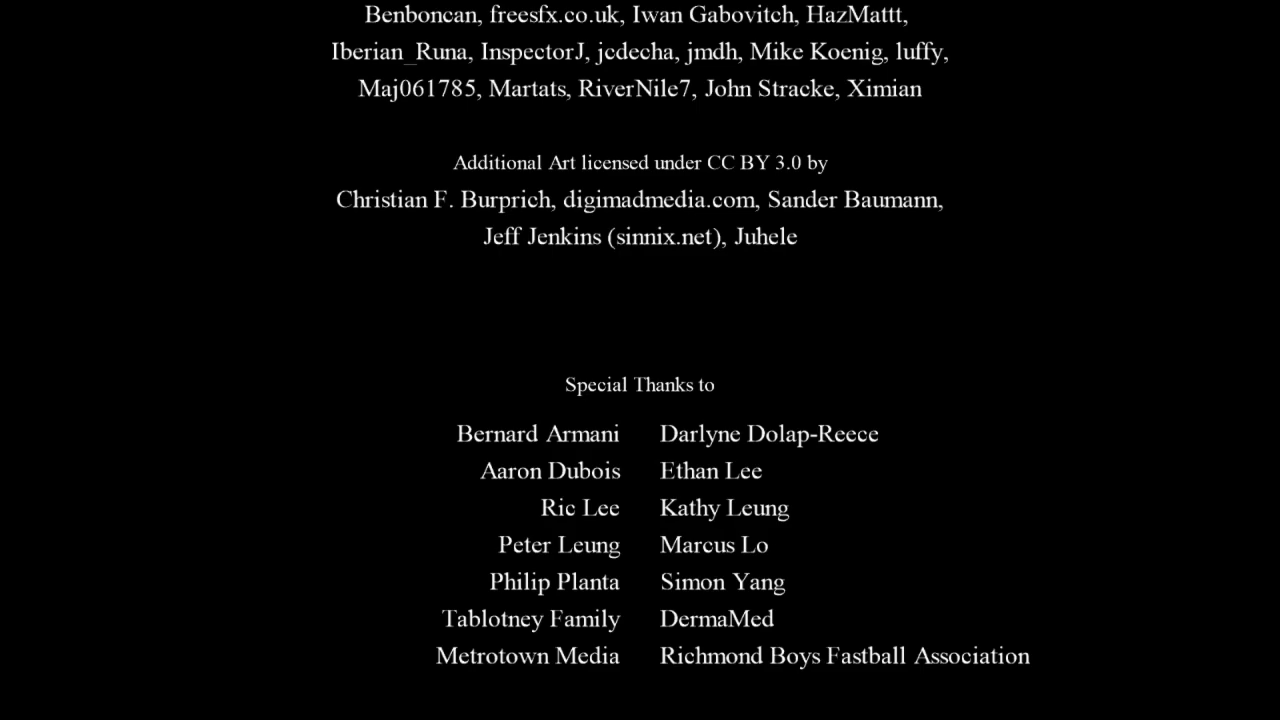 Benboncan, freesfx.co.uk, Iwan Gabovitch, HazMattt,
Iberian_Runa, InspectorJ, jcdecha, jmdh, Mike Koenig, luffy,
Maj061785, Martats, RiverNile7, John Stracke, Ximian
Additional Art licensed under CC BY 3.0 by
Christian F. Burprich, digimadmedia.com, Sander Baumann,
Jeff Jenkins (sinnix.net), Juhele
Special Thanks to
Bernard Armani Darlyne Dolap-Reece
Aaron Dubois Ethan Lee
Ric Lee Kathy Leung
Peter Leung Marcus Lo
Philip Planta Simon Yang
Tablotney Family DermaMed
Metrotown Media Richmond Boys Fastball Association